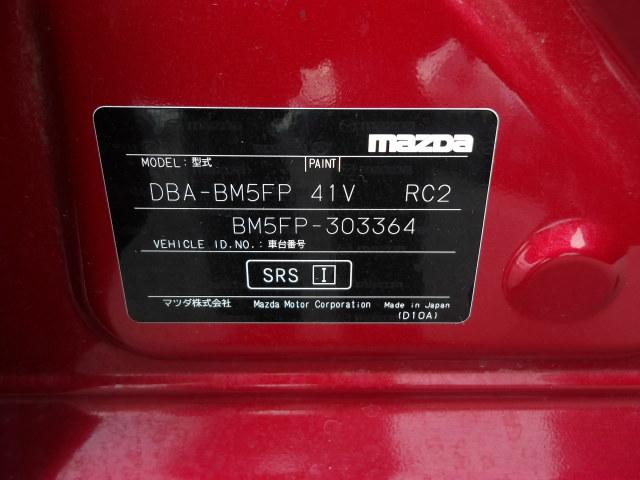 mazda
MODEL:型式 PAINT
DBA-BM5FP 41V RC2
BM5FP-303364
VEHICLE ID.NO.:車台番号
SRS I
マツダ株式会社 Mazda Motor Corporation Made in Japan
(D10A)